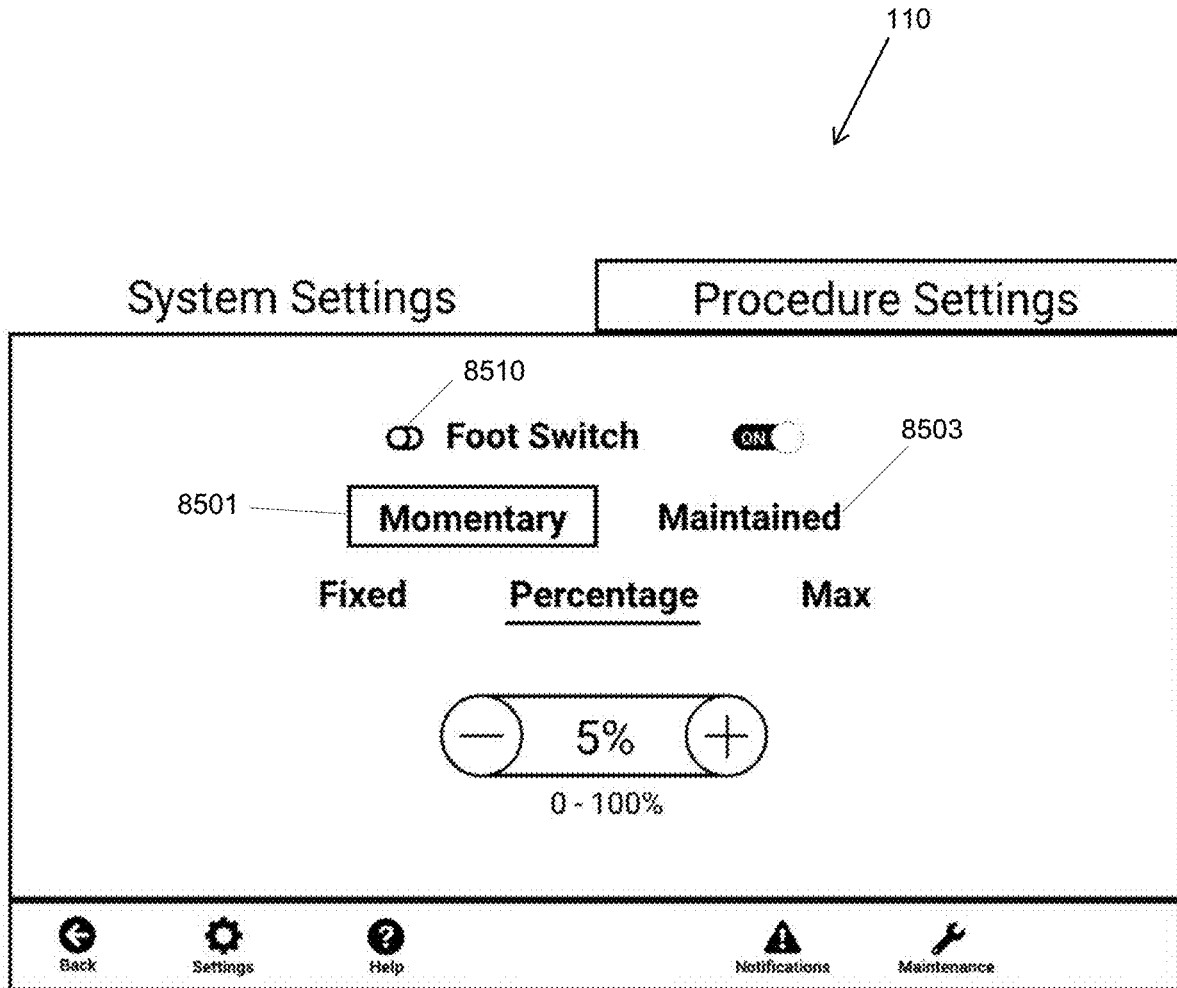 110
System Settings
Procedure Settings
8510
Foot Switch ON
8503
8501
Momentary Maintained
Fixed Percentage Max
5%
0 - 100%
Back Settings Help Notifications Maintenance